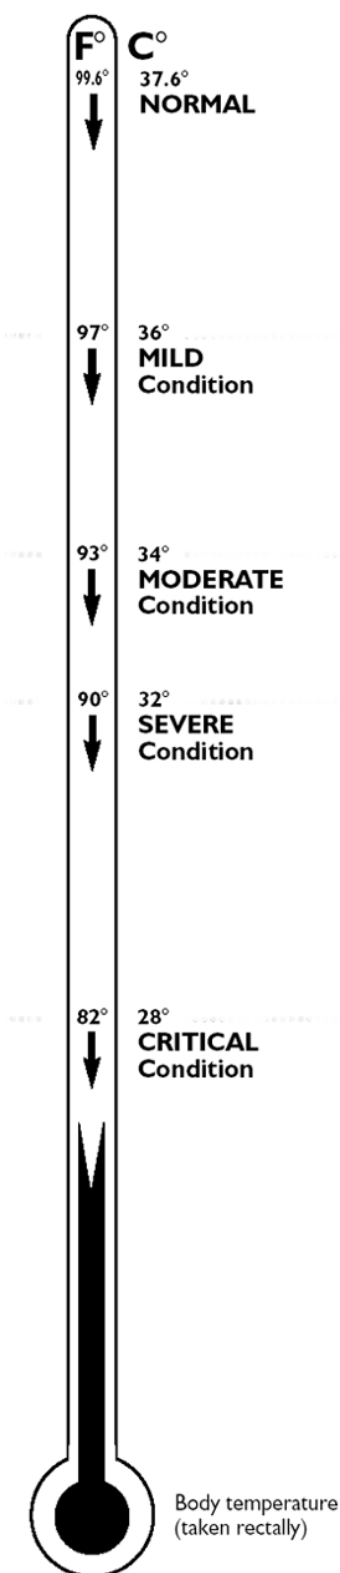 F° C°
99.6° 37.6°
NORMAL
97° 36°
MILD
Condition
93° 34°
MODERATE
Condition
90° 32°
SEVERE
Condition
82° 28°
CRITICAL
Condition
Body temperature
(taken rectally)